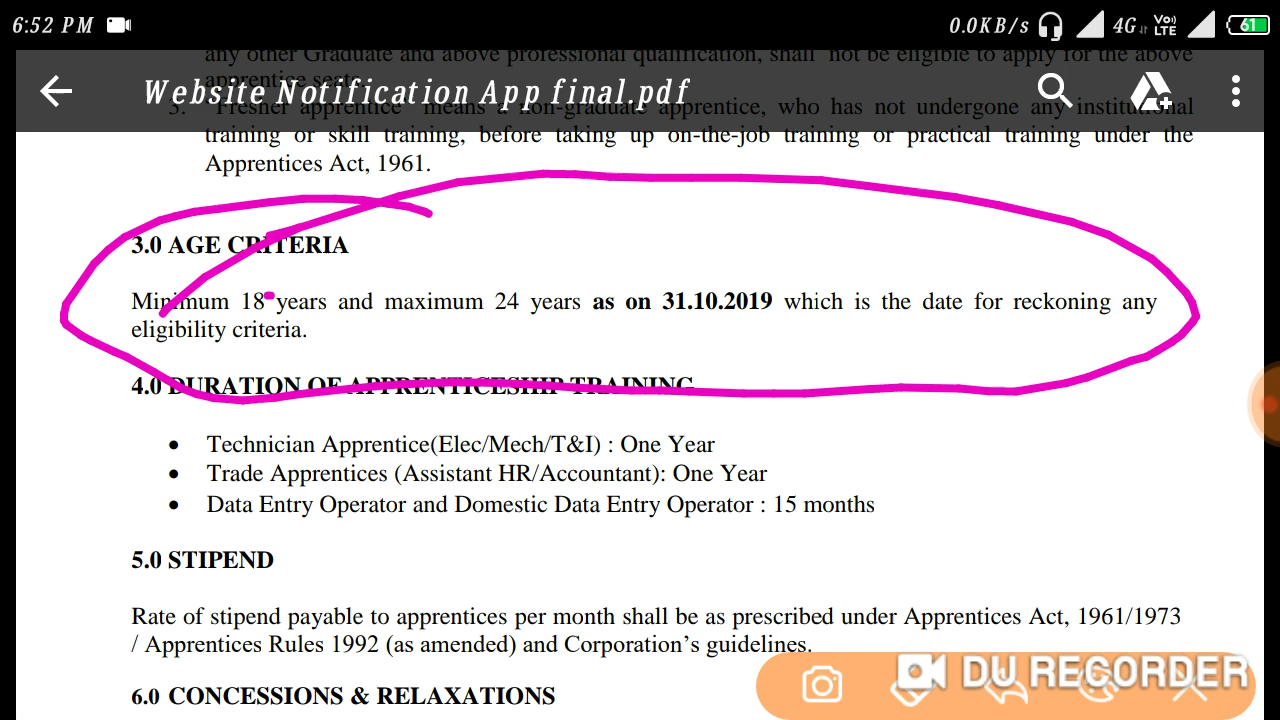 6:52 PM 0.0KB/s 4G Vo) LTE 61
any other Graduate and above professional qualification, shall not be eligible to apply for the above
apprentice seats.
Website Notification App final.pdf
3. "Fresher apprentice" means a non-graduate apprentice, who has not undergone any institutional
training or skill training, before taking up on-the-job training or practical training under the
Apprentices Act, 1961.
3.0 AGE CRITERIA
Minimum 18 years and maximum 24 years as on 31.10.2019 which is the date for reckoning any
eligibility criteria.
4.0 DURATION OF APPRENTICESHIP TRAINING
• Technician Apprentice(Elec/Mech/T&I) : One Year
• Trade Apprentices (Assistant HR/Accountant): One Year
• Data Entry Operator and Domestic Data Entry Operator : 15 months
5.0 STIPEND
Rate of stipend payable to apprentices per month shall be as prescribed under Apprentices Act, 1961/1973
/ Apprentices Rules 1992 (as amended) and Corporation’s guidelines.
DU RECORDER
6.0 CONCESSIONS & RELAXATIONS